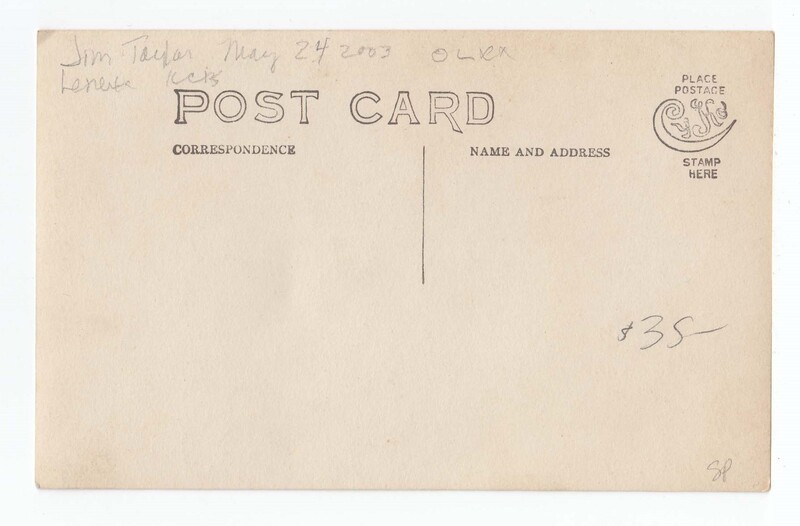 Jim Taylor May 24 2003
Lenexa
POST CARD
CORRESPONDENCE
NAME AND ADDRESS
PLACE
POSTAGE
STAMP
HERE
$35
SP